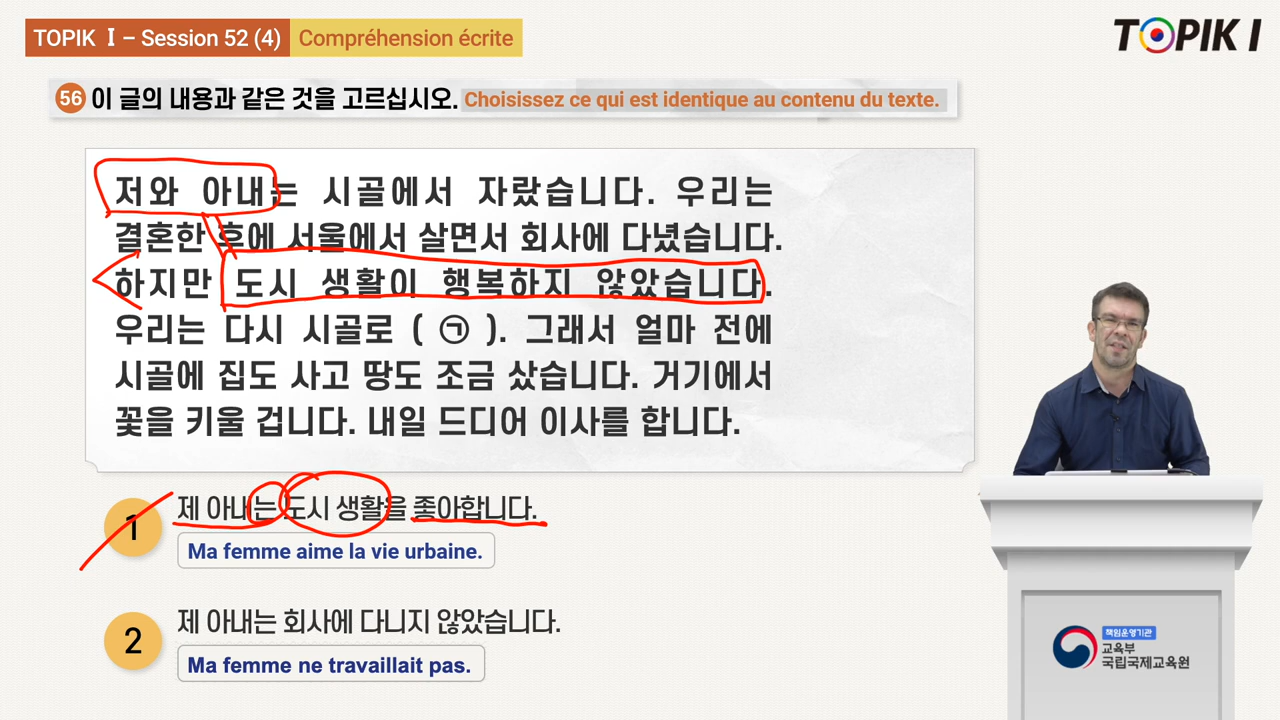 TOPIK Ⅰ – Session 52 (4) Compréhension écrite
TOPIK I
56 이 글의 내용과 같은 것을 고르십시오. Choisissez ce qui est identique au contenu du texte.
저와 아내는 시골에서 자랐습니다. 우리는
결혼한 후에 서울에서 살면서 회사에 다녔습니다.
하지만 도시 생활이 행복하지 않았습니다.
우리는 다시 시골로 ( ㉠ ). 그래서 얼마 전에
시골에 집도 사고 땅도 조금 샀습니다. 거기에서
꽃을 키울 겁니다. 내일 드디어 이사를 합니다.
1 제 아내는 도시 생활을 좋아합니다.
Ma femme aime la vie urbaine.
2 제 아내는 회사에 다니지 않았습니다.
Ma femme ne travaillait pas.
책임운영기관
교육부
국립국제교육원